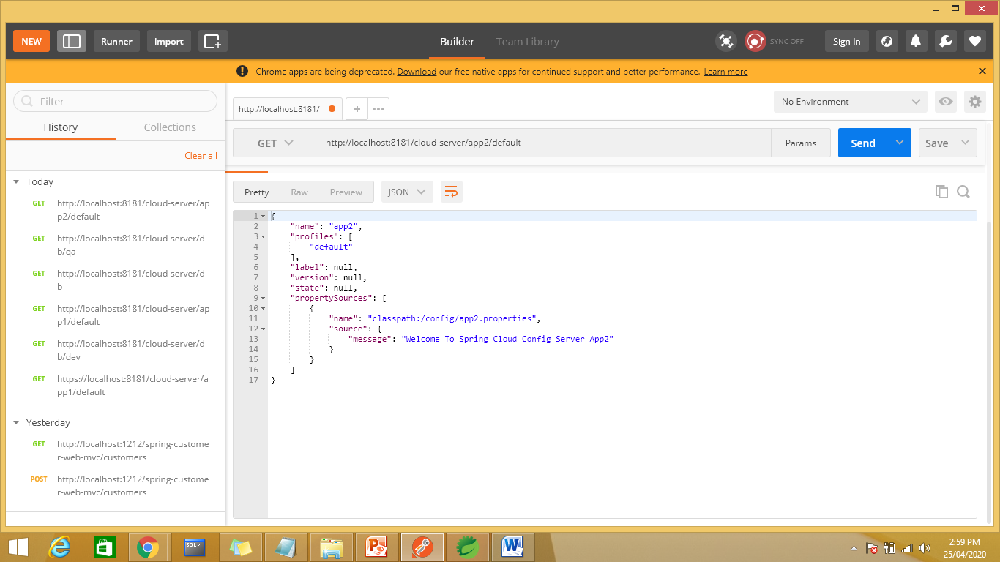 NEW
Runner
Import
Builder
Team Library
SYNC OFF
Sign In
Chrome apps are being deprecated. Download our free native apps for continued support and better performance. Learn more
Filter
History
Collections
Clear all
Today
GET http://localhost:8181/cloud-server/ap
p2/default
GET http://localhost:8181/cloud-server/d
b/qa
GET http://localhost:8181/cloud-server/d
b
GET http://localhost:8181/cloud-server/ap
p1/default
GET http://localhost:8181/cloud-server/d
b/dev
GET https://localhost:8181/cloud-server/a
pp1/default
Yesterday
GET http://localhost:1212/spring-custome
r-web-mvc/customers
POST http://localhost:1212/spring-custome
r-web-mvc/customers
http://localhost:8181/
No Environment
GET
http://localhost:8181/cloud-server/app2/default
Params
Send
Save
Pretty
Raw
Preview
JSON
1 {
2 "name": "app2",
3 "profiles": [
4 "default"
5 ],
6 "label": null,
7 "version": null,
8 "state": null,
9 "propertySources": [
10 {
11 "name": "classpath:/config/app2.properties",
12 "source": {
13 "message": "Welcome To Spring Cloud Config Server App2"
14 }
15 }
16 ]
17 }
SQL>
2:59 PM
25/04/2020